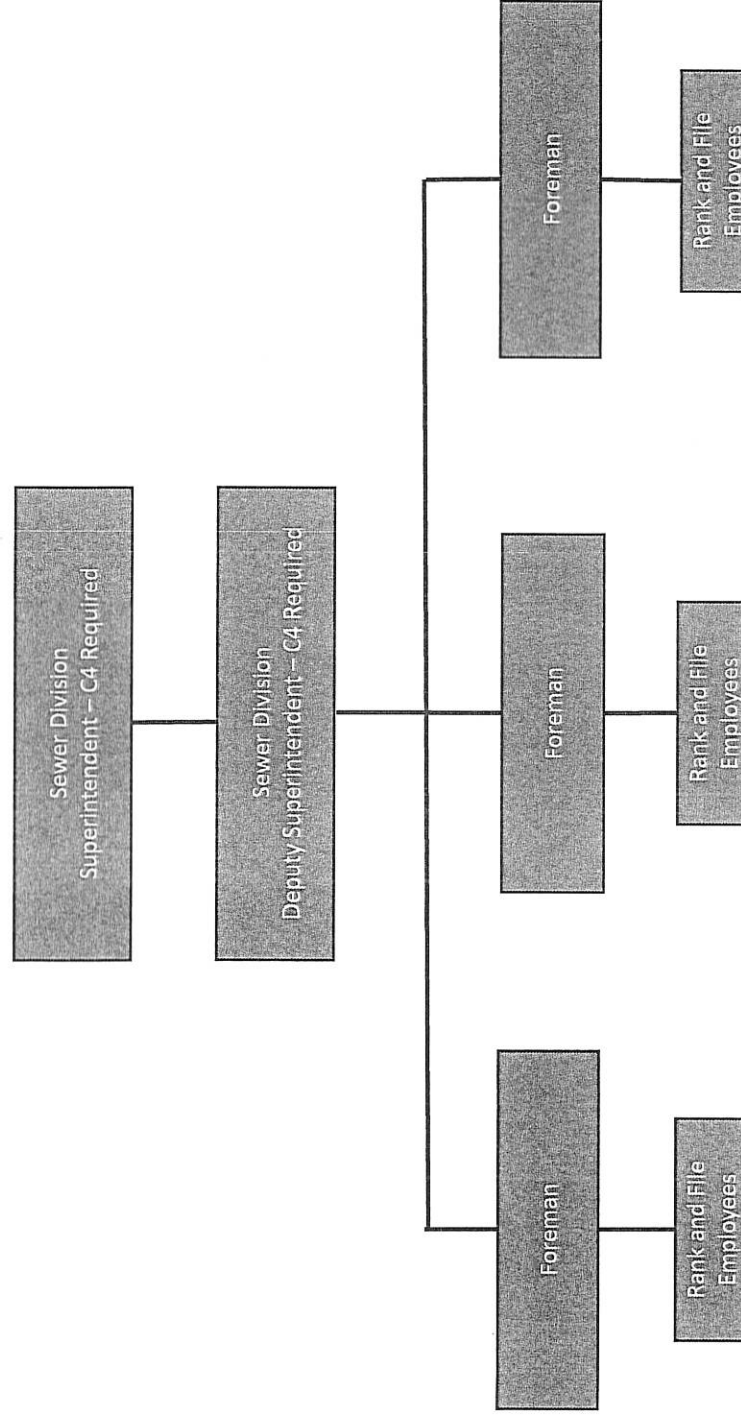 Sewer Division
Superintendent – C4 Required
Sewer Division
Deputy Superintendent – C4 Required
Foreman
Foreman
Foreman
Rank and File
Employees
Rank and File
Employees
Rank and File
Employees